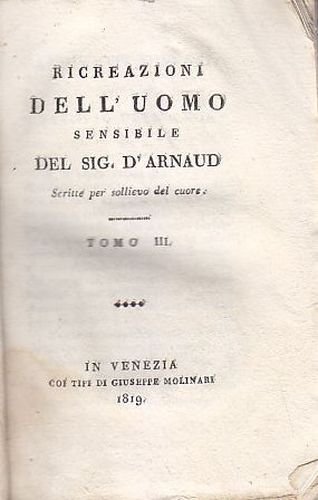 RICREAZIONI
DELL' UOMO
SENSIBILE
DEL SIG. D' ARNAUD
Scritte per sollievo del cuore.
TOMO III.
IN VENEZIA
COI TIPI DI GIUSEPPE MOLINARI
1819.